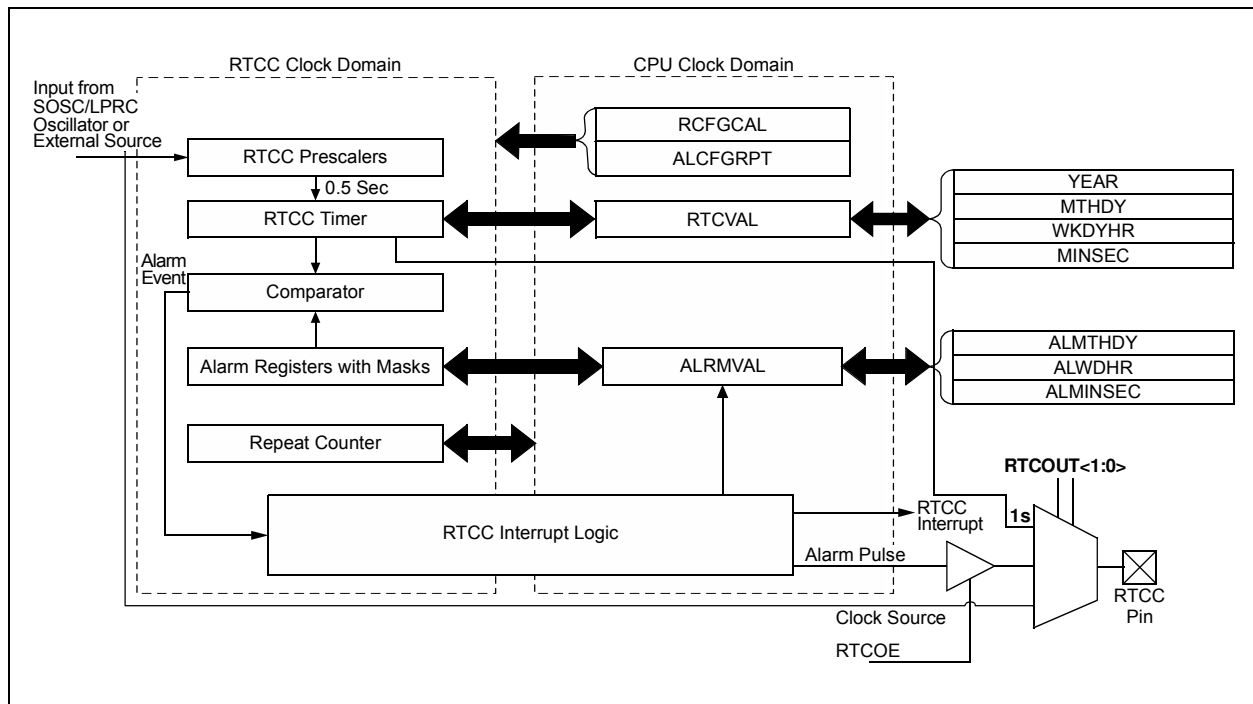 RTCC Clock Domain
CPU Clock Domain
Input from
SOSC/LPRC
Oscillator or
External Source
RCFGCAL
ALCFGRPT
RTCC Prescalers
0.5 Sec
RTCC Timer
RTCVAL
YEAR
MTHDY
WKDYHR
MINSEC
Alarm
Event
Comparator
Alarm Registers with Masks
ALRMVAL
ALMTHDY
ALWDHR
ALMINSEC
Repeat Counter
RTCOUT<1:0>
RTCC Interrupt Logic
RTCC
Interrupt
1s
Alarm Pulse
Clock Source
RTCOE
RTCC
Pin